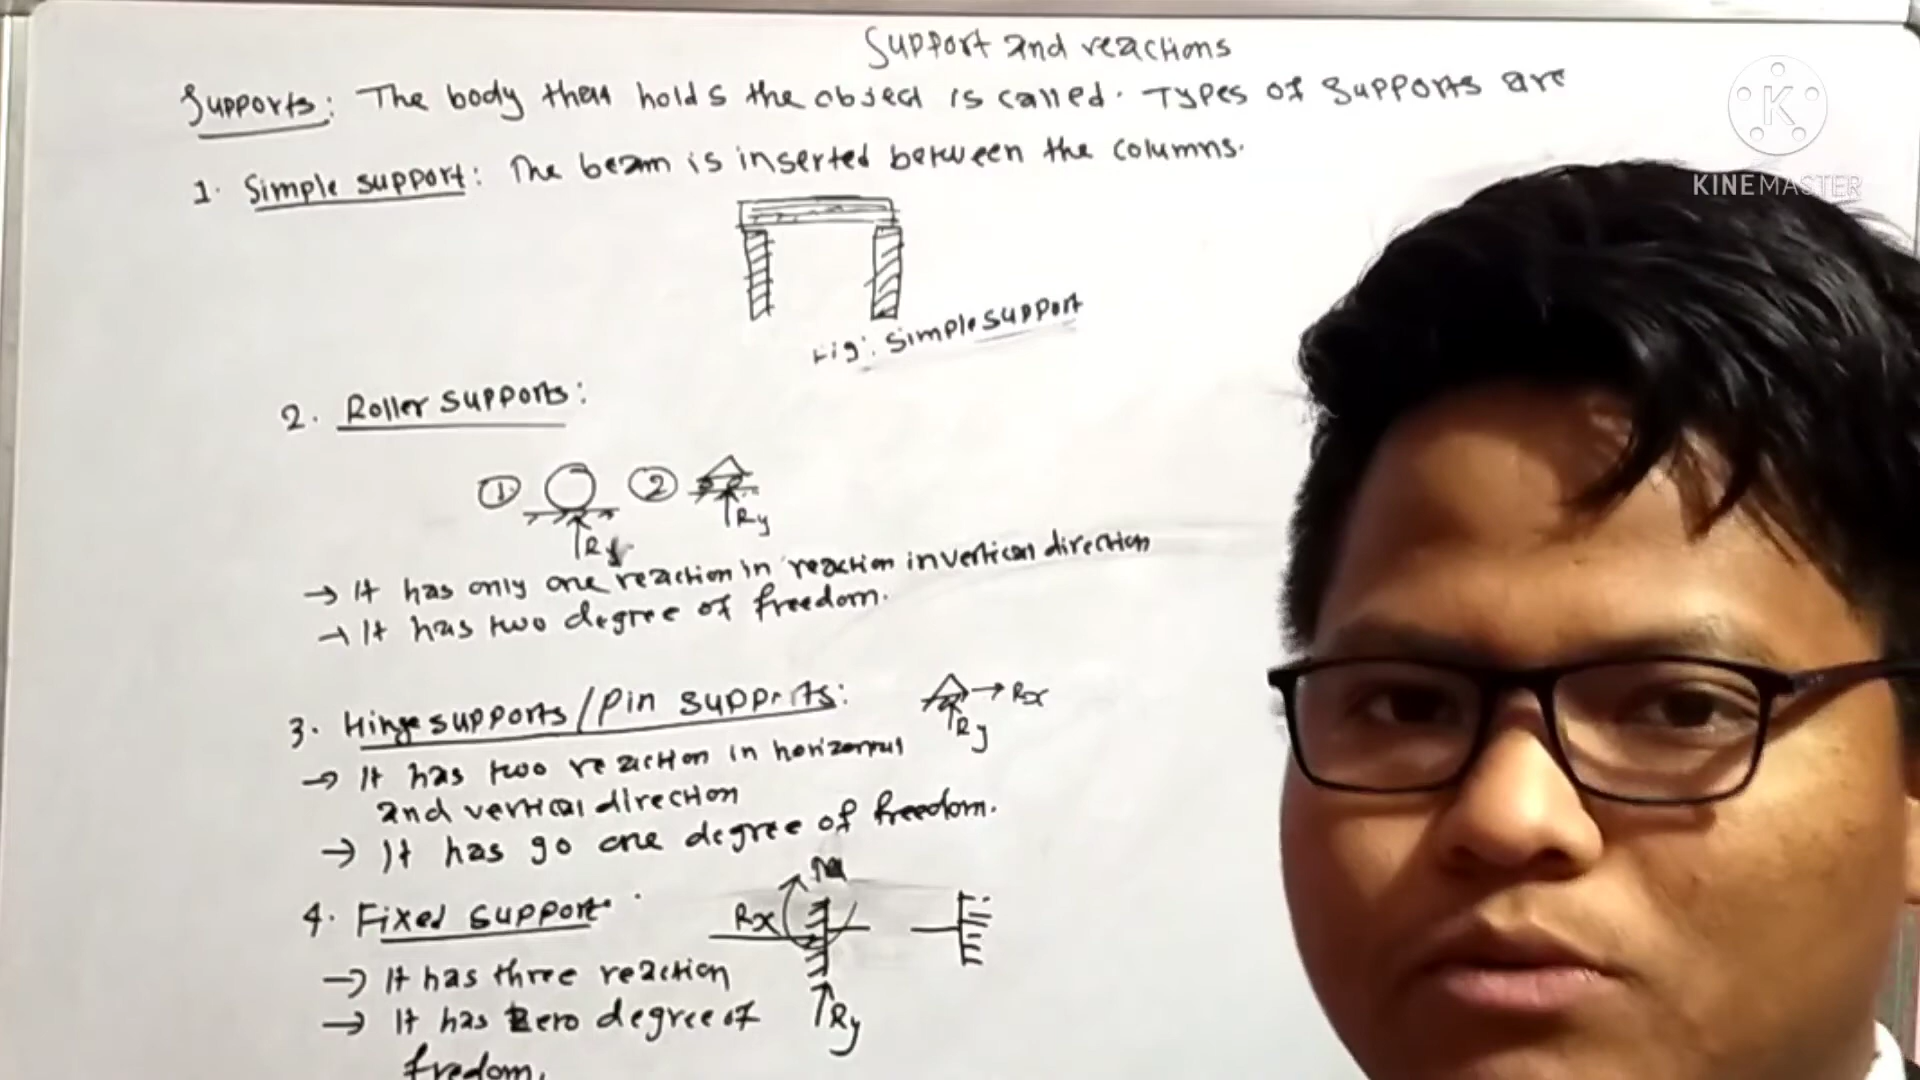 Support and reactions
Supports: The body that holds the object is called. Types of supports are
1. Simple support: The beam is inserted between the columns.
Fig: Simple support
2. Roller supports:
① ②
Ry Ry
→ It has only one reaction in reaction in vertical direction
→ It has two degree of freedom.
3. Hinge supports/Pin supports:
Rx
Ry
→ It has two reaction in horizontal
and vertical direction
→ It has go one degree of freedom.
4. Fixed support
M
Rx
→ It has three reaction
→ It has zero degree of
fredom.
Ry
K
KINEMASTER